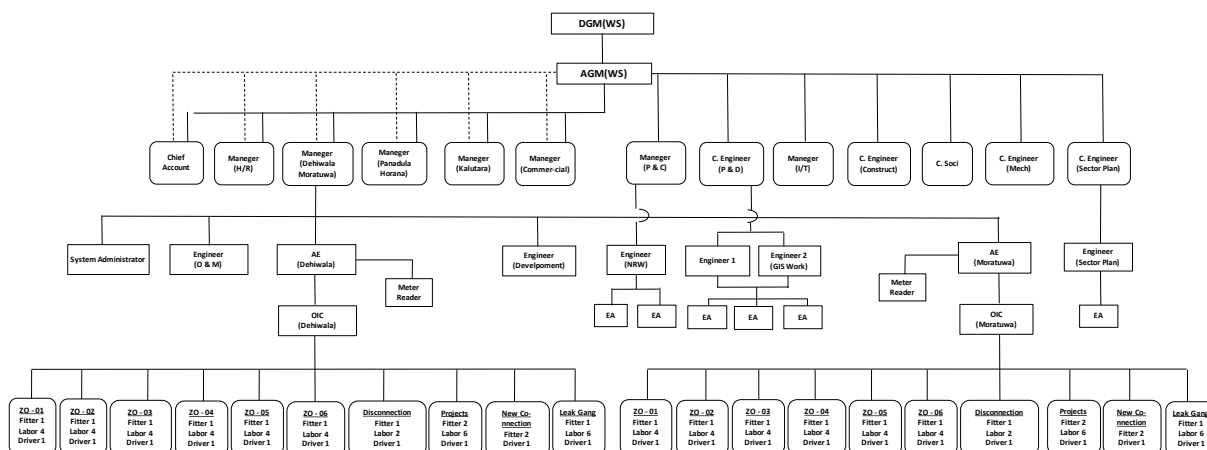 DGM(WS)
AGM(WS)
Chief
Account
Maneger
(H/R)
Maneger
(Dehiwala
Moratuwa)
Maneger
(Panadula
Horana)
Maneger
(Kalutara)
Maneger
(Commer-cial)
Maneger
(P & C)
C. Engineer
(P & D)
Maneger
(I/T)
C. Engineer
(Construct)
C. Soci
C. Engineer
(Mech)
C. Engineer
(Sector Plan)
System Administrator
Engineer
(O & M)
AE
(Dehiwala)
Meter
Reader
Engineer
(Develpoment)
Engineer
(NRW)
Engineer 1
Engineer 2
(GIS Work)
Meter
Reader
AE
(Moratuwa)
Engineer
(Sector Plan)
OIC
(Dehiwala)
EA
EA
EA
EA
EA
OIC
(Moratuwa)
EA
ZO - 01
Fitter 1
Labor 4
Driver 1
ZO - 02
Fitter 1
Labor 4
Driver 1
ZO - 03
Fitter 1
Labor 4
Driver 1
ZO - 04
Fitter 1
Labor 4
Driver 1
ZO - 05
Fitter 1
Labor 4
Driver 1
ZO - 06
Fitter 1
Labor 4
Driver 1
Disconnection
Fitter 1
Labor 2
Driver 1
Projects
Fitter 2
Labor 6
Driver 1
New Co-
nnection
Fitter 2
Driver 1
Leak Gang
Fitter 1
Labor 6
Driver 1
ZO - 01
Fitter 1
Labor 4
Driver 1
ZO - 02
Fitter 1
Labor 4
Driver 1
ZO - 03
Fitter 1
Labor 4
Driver 1
ZO - 04
Fitter 1
Labor 4
Driver 1
ZO - 05
Fitter 1
Labor 4
Driver 1
ZO - 06
Fitter 1
Labor 4
Driver 1
Disconnection
Fitter 1
Labor 2
Driver 1
Projects
Fitter 2
Labor 6
Driver 1
New Co-
nnection
Fitter 2
Driver 1
Leak Gang
Fitter 1
Labor 6
Driver 1